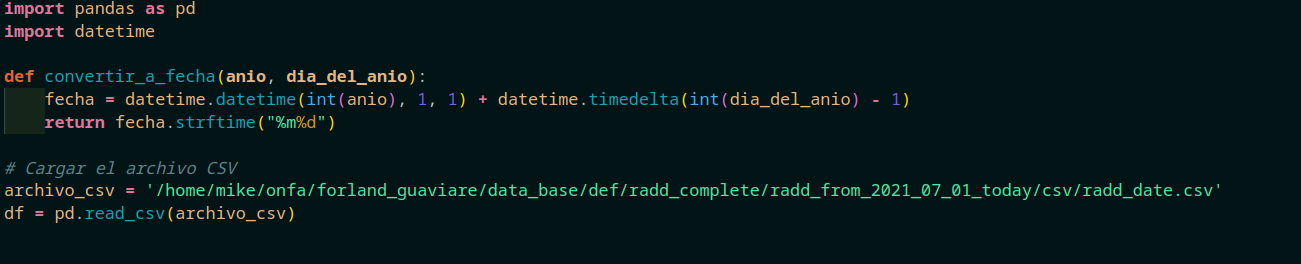 import pandas as pd
import datetime
def convertir_a_fecha(anio, dia_del_anio):
    fecha = datetime.datetime(int(anio), 1, 1) + datetime.timedelta(int(dia_del_anio) - 1)
    return fecha.strftime("%m%d")
# Cargar el archivo CSV
archivo_csv = '/home/mike/onfa/forland_guaviare/data_base/def/radd_complete/radd_from_2021_07_01_today/csv/radd_date.csv'
df = pd.read_csv(archivo_csv)